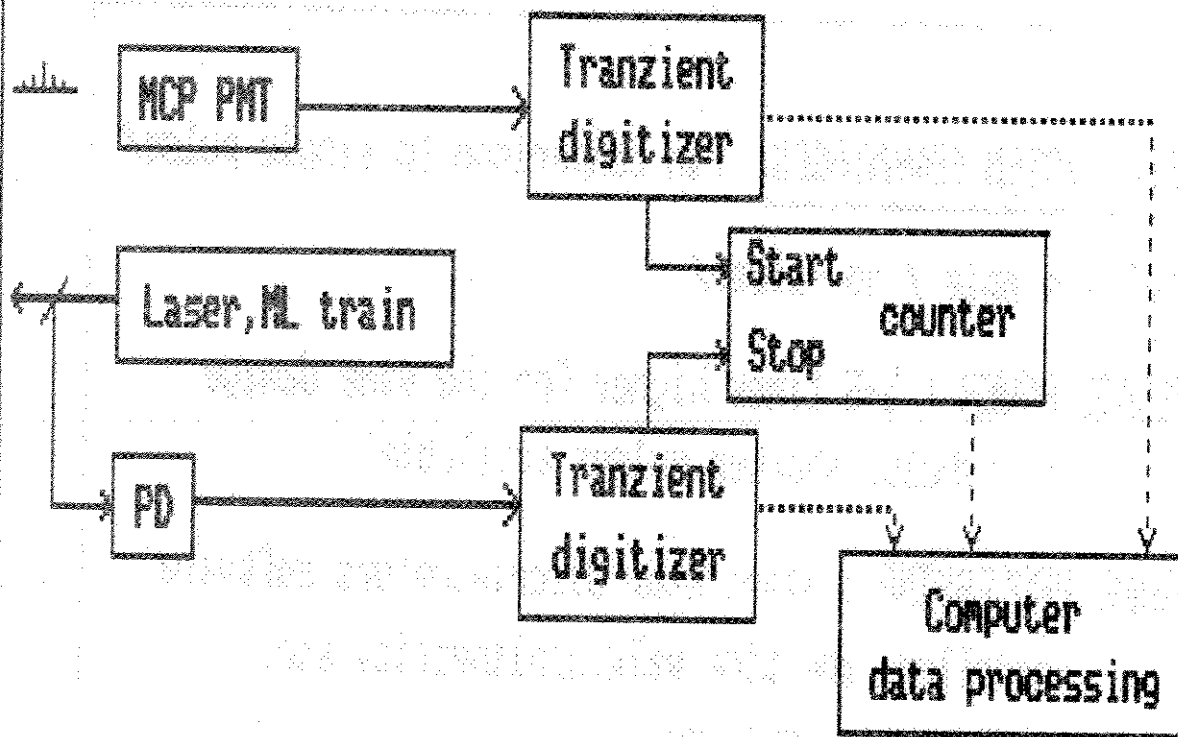 MCP PMT
Tranzient
digitizer
Laser,ML train
Start
counter
Stop
PD
Tranzient
digitizer
Computer
data processing